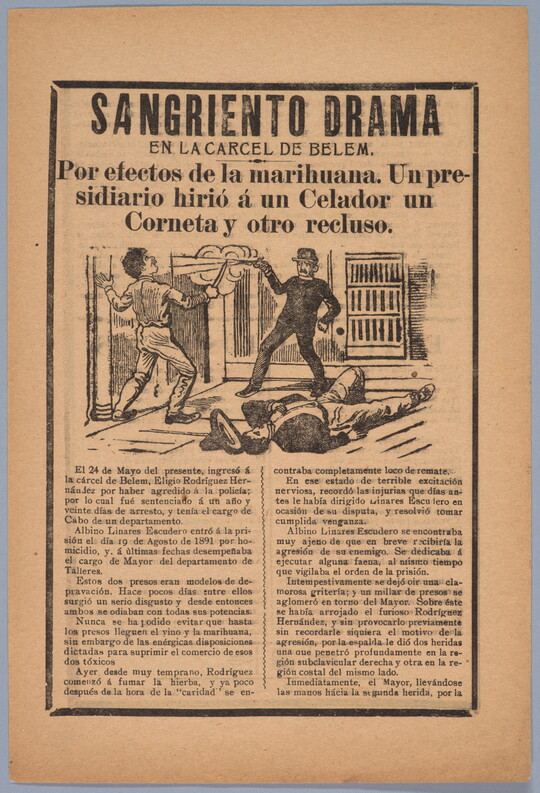 SANGRIENTO DRAMA
EN LA CARCEL DE BELEM.
Por efectos de la marihuana. Un pre-
sidiario hirió á un Celador un
Corneta y otro recluso.
El 24 de Mayo del presente, ingresó á
la cárcel de Belem, Eligio Rodríguez Her-
nández por haber agredido á la policía;
por lo cual fué sentenciado á un año y
veinte días de arresto, y tenía el cargo de
Cabo de un departamento.
Albino Linares Escudero entró á la pri-
sión el día 19 de Agosto de 1891 por ho-
micidio, y, á últimas fechas desempeñaba
el cargo de Mayor del departamento de
Tálleres.
Estos dos presos eran modelos de de-
pravación. Hace pocos días entre ellos
surgió un serio disgusto y desde entonces
ambos se odiaban con todas sus potencias.
Nunca se ha podido evitar que hasta
los presos lleguen el vino y la marihuana,
sin embargo de las enérgicas disposiciones
dictadas para suprimir el comercio de esos
dos tóxicos
Ayer desde muy temprano, Rodríguez
comenzó á fumar la hierba, y ya poco
después de la hora de la "caridad" se en-
contraba completamente loco de remate.
En ese estado de terrible excitación
nerviosa, recordó las injurias que días an-
tes le había dirigido Linares Escudero en
ocasión de su disputa, y resolvió tomar
cumplida venganza.
Albino Linares Escudero se encontraba
muy ajeno de que en breve recibiría la
agresión de su enemigo. Se dedicaba á
ejecutar alguna faena, al mismo tiempo
que vigilaba el orden de la prisión.
Intempestivamente se dejó oir una cla-
morosa gritería; y un millar de presos se
aglomeró en torno del Mayor. Sobre éste
se había arrojado el furioso Rodríguez
Hernández, y sin provocarlo previamente
sin recordarle siquiera el motivo de la
agresión, por la espalda le dió dos heridas
una que penetró profundamente en la re-
gión subclavicular derecha y otra en la re-
gión costal del mismo lado.
Inmediatamente, el Mayor, llevándose
las manos hácia la segunda herida, por la